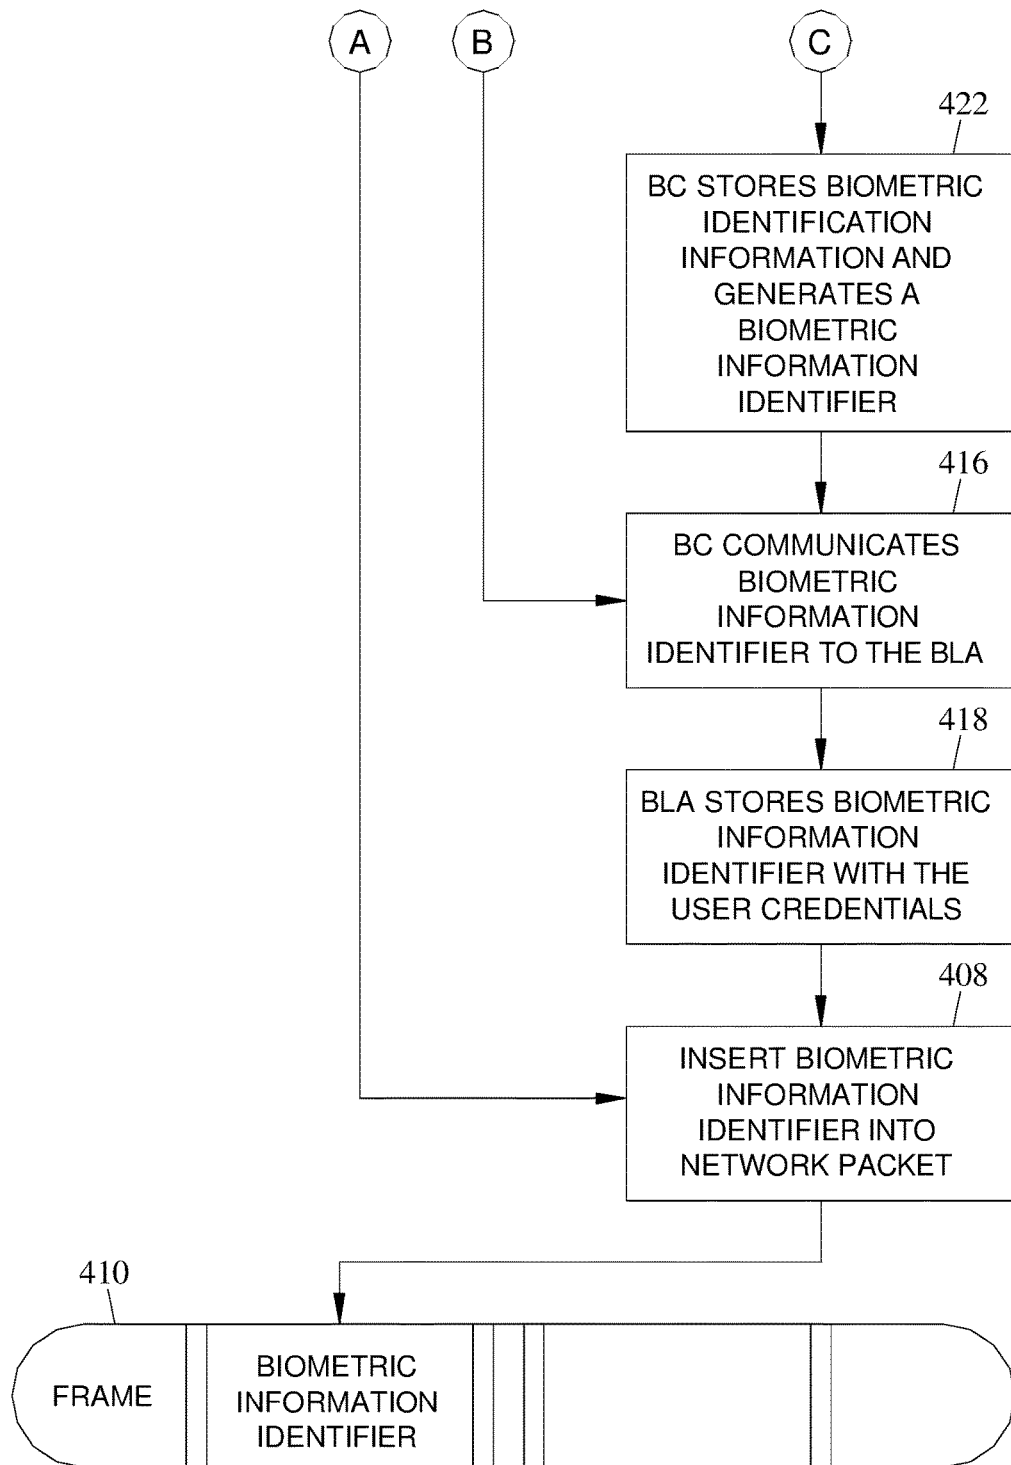 A
B
C
422
BC STORES BIOMETRIC
IDENTIFICATION
INFORMATION AND
GENERATES A
BIOMETRIC
INFORMATION
IDENTIFIER
416
BC COMMUNICATES
BIOMETRIC
INFORMATION
IDENTIFIER TO THE BLA
418
BLA STORES BIOMETRIC
INFORMATION
IDENTIFIER WITH THE
USER CREDENTIALS
408
INSERT BIOMETRIC
INFORMATION
IDENTIFIER INTO
NETWORK PACKET
410
FRAME
BIOMETRIC
INFORMATION
IDENTIFIER